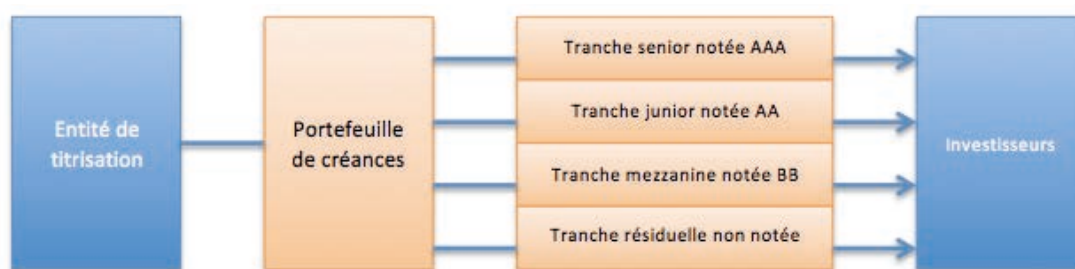 Entité de
titrisation
Portefeuille
de créances
Tranche senior notée AAA
Tranche junior notée AA
Tranche mezzanine notée BB
Tranche résiduelle non notée
Investisseurs